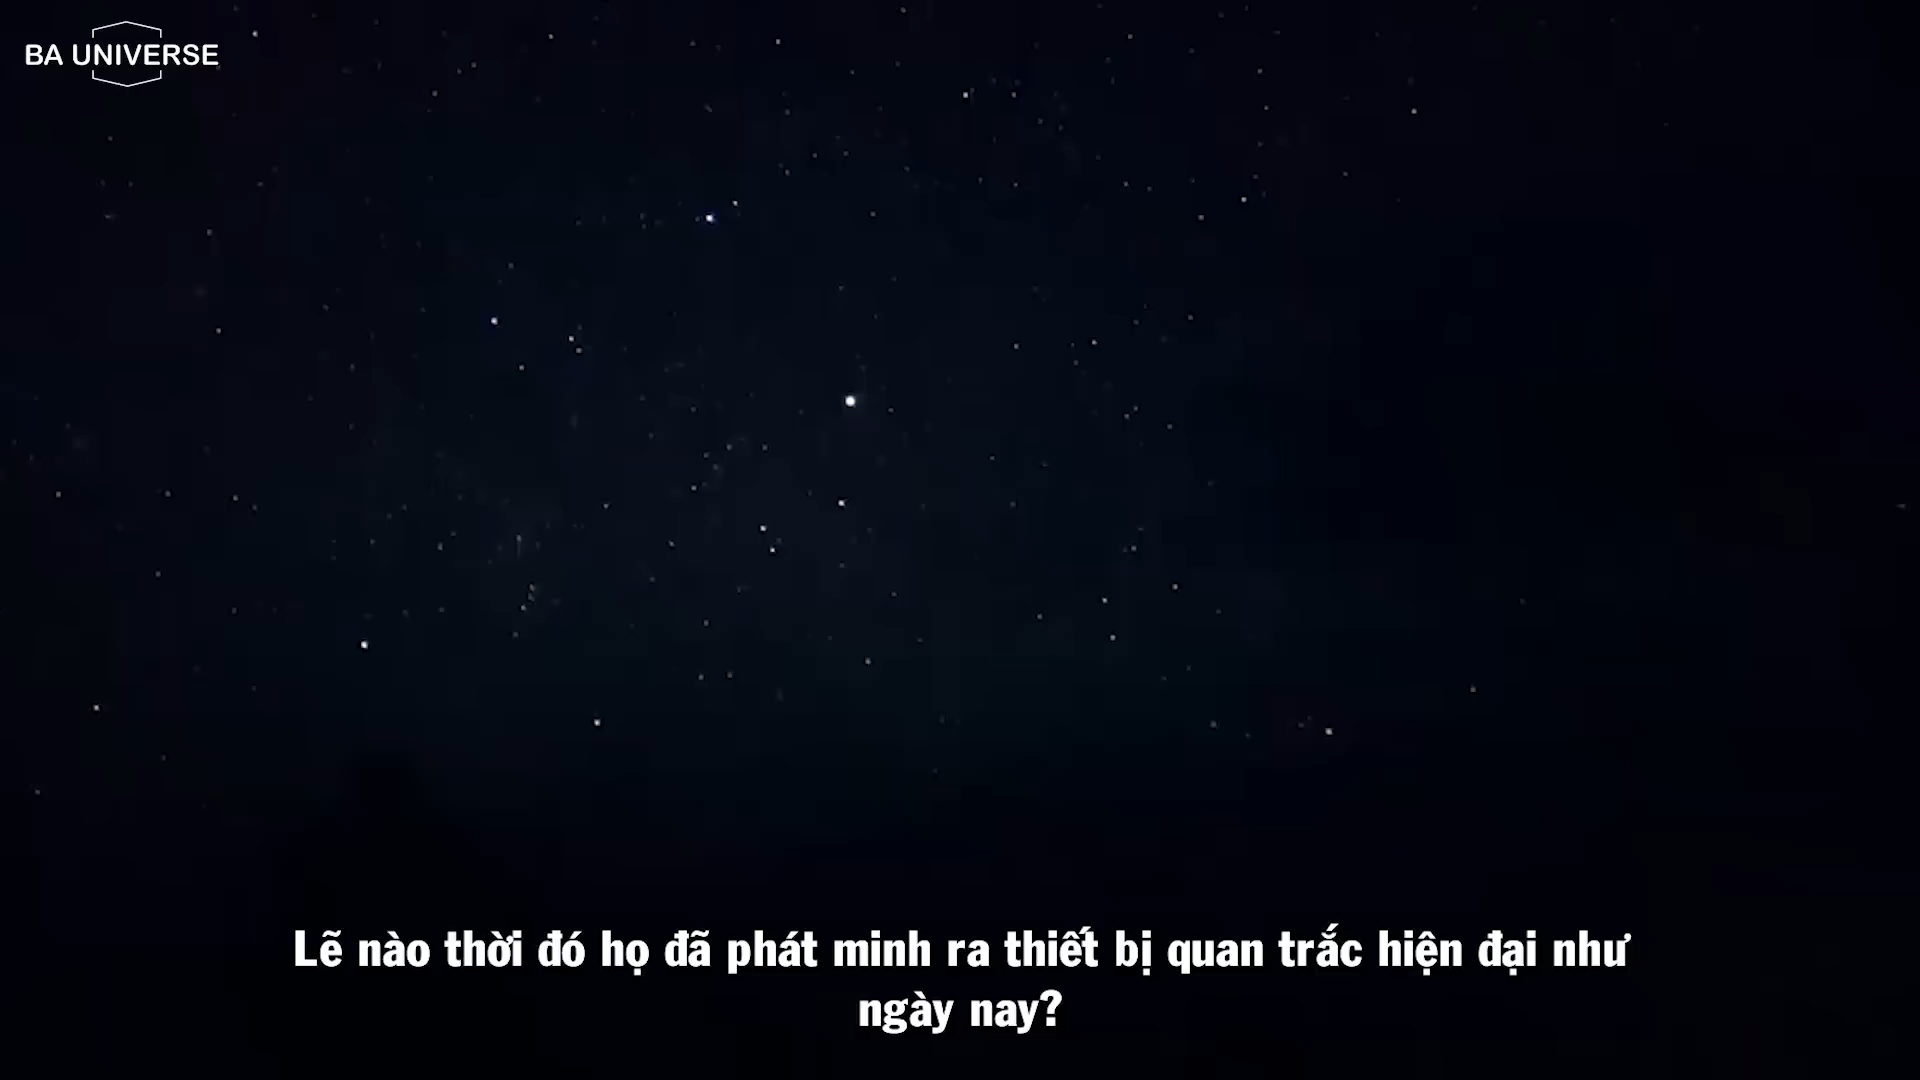 BA UNIVERSE
Lẽ nào thời đó họ đã phát minh ra thiết bị quan trắc hiện đại như
ngày nay?